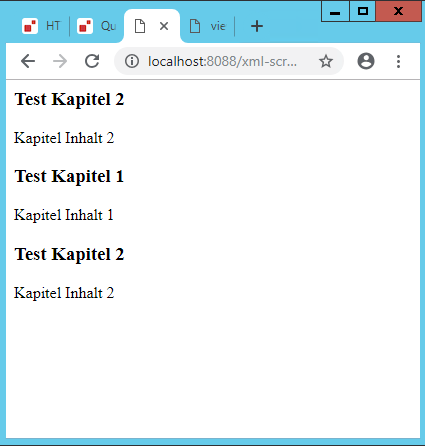 HT
Qu
vie
localhost:8088/xml-scr...
Test Kapitel 2
Kapitel Inhalt 2
Test Kapitel 1
Kapitel Inhalt 1
Test Kapitel 2
Kapitel Inhalt 2